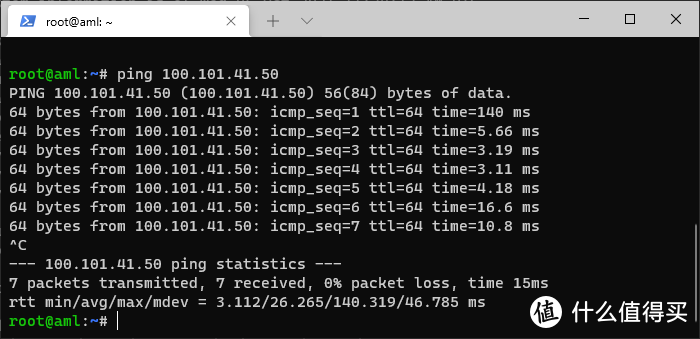 root@aml: ~
root@aml:~# ping 100.101.41.50
PING 100.101.41.50 (100.101.41.50) 56(84) bytes of data.
64 bytes from 100.101.41.50: icmp_seq=1 ttl=64 time=140 ms
64 bytes from 100.101.41.50: icmp_seq=2 ttl=64 time=5.66 ms
64 bytes from 100.101.41.50: icmp_seq=3 ttl=64 time=3.19 ms
64 bytes from 100.101.41.50: icmp_seq=4 ttl=64 time=3.11 ms
64 bytes from 100.101.41.50: icmp_seq=5 ttl=64 time=4.18 ms
64 bytes from 100.101.41.50: icmp_seq=6 ttl=64 time=16.6 ms
64 bytes from 100.101.41.50: icmp_seq=7 ttl=64 time=10.8 ms
^C
--- 100.101.41.50 ping statistics ---
7 packets transmitted, 7 received, 0% packet loss, time 15ms
rtt min/avg/max/mdev = 3.112/26.265/140.319/46.785 ms
root@aml:~#
值 什么值得买